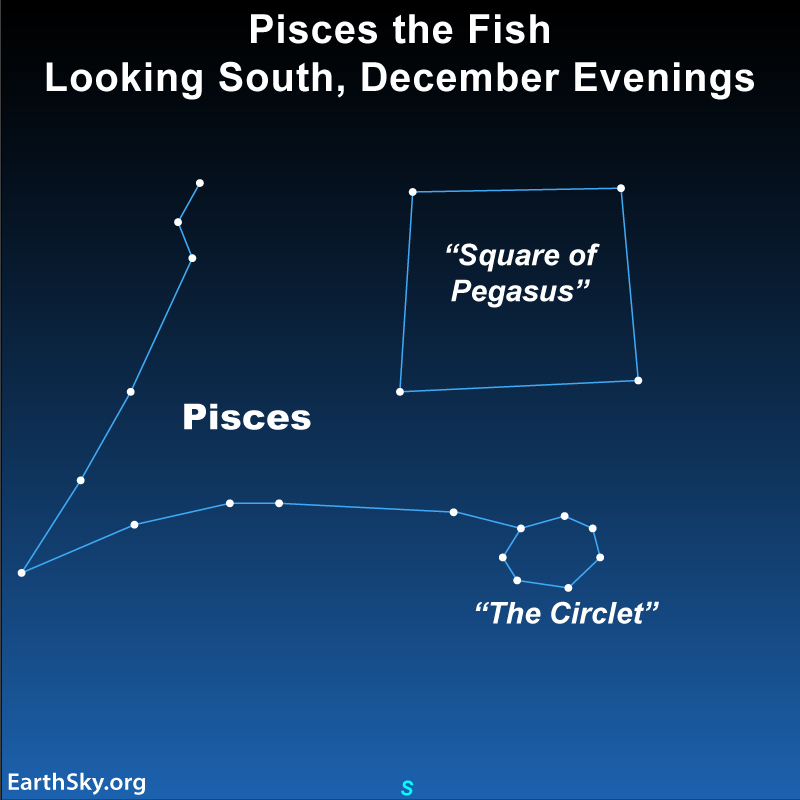 Pisces the Fish
Looking South, December Evenings
“Square of
Pegasus”
Pisces
“The Circlet”
EarthSky.org
S